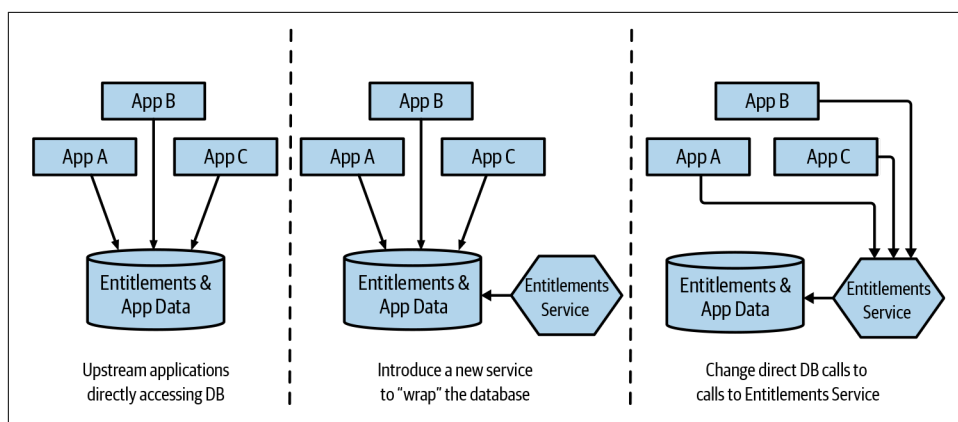 App B
App A
App C
Entitlements &
App Data
Upstream applications
directly accessing DB
App B
App A
App C
Entitlements &
App Data
Entitlements
Service
Introduce a new service
to “wrap” the database
App B
App A
App C
Entitlements &
App Data
Entitlements
Service
Change direct DB calls to
calls to Entitlements Service